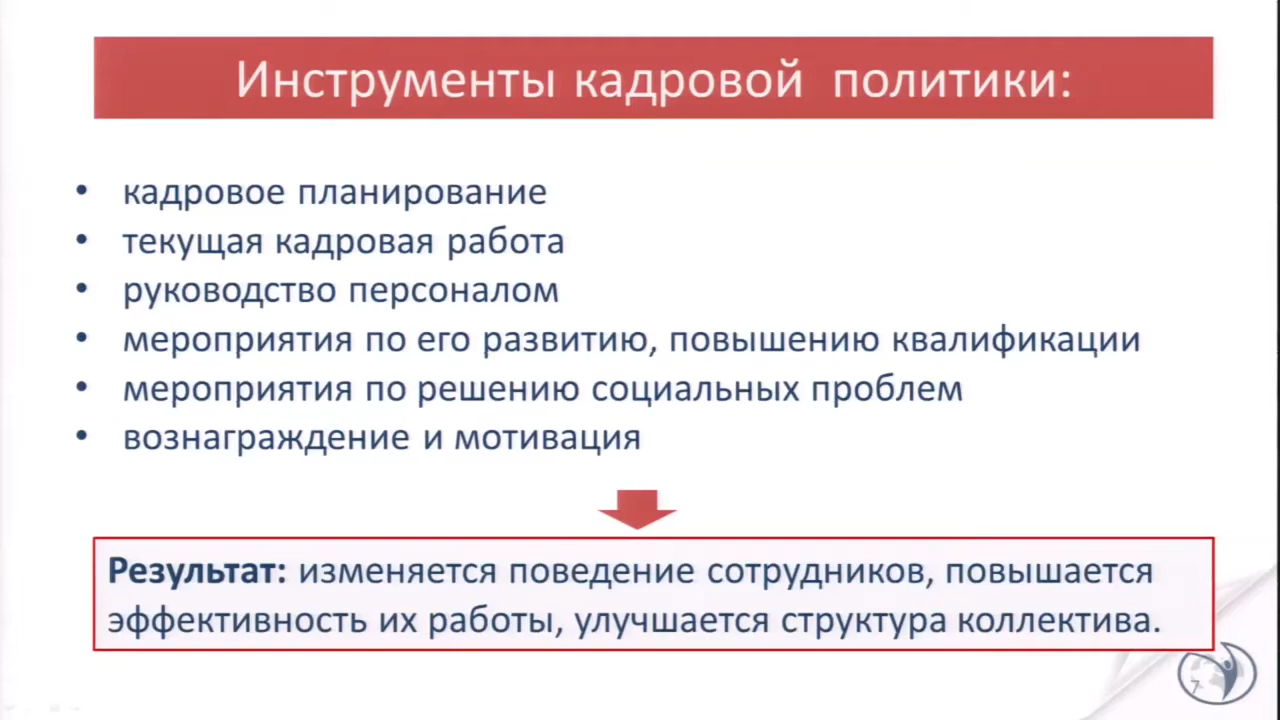 Инструменты кадровой политики:
• кадровое планирование
• текущая кадровая работа
• руководство персоналом
• мероприятия по его развитию, повышению квалификации
• мероприятия по решению социальных проблем
• вознаграждение и мотивация
Результат: изменяется поведение сотрудников, повышается
эффективность их работы, улучшается структура коллектива.
7